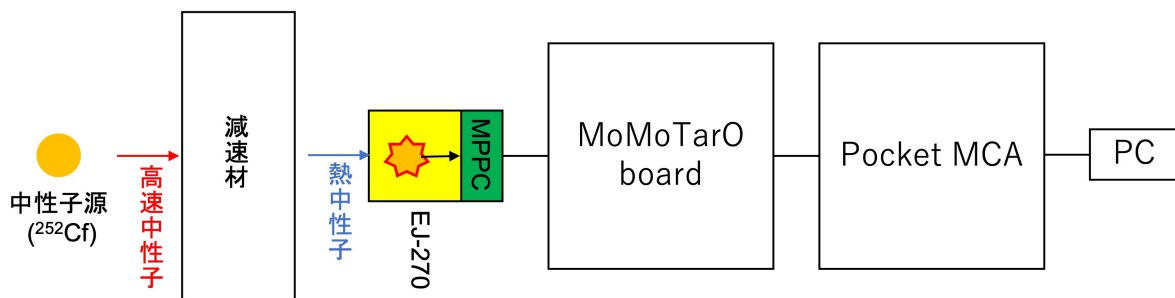 中性子源
(²⁵²Cf)
高速中性子
減速材
熱中性子
MPPC
EJ-270
MoMoTarO
board
Pocket MCA
PC